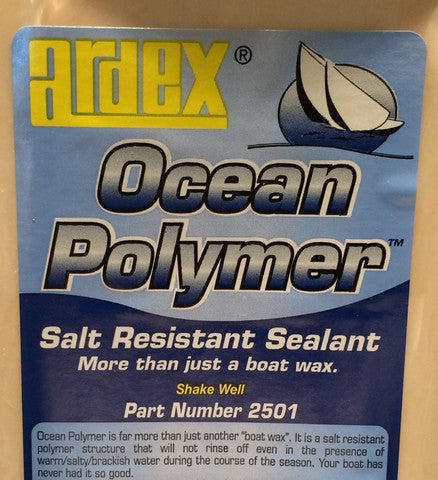 ardex®
Ocean
Polymer™
Salt Resistant Sealant
More than just a boat wax.
Shake Well
Part Number 2501
Ocean Polymer is far more than just another "boat wax". It is a salt resistant
polymer structure that will not rinse off even in the presence of
warm/salty/brackish water during the course of the season. Your boat has
never had it so good.